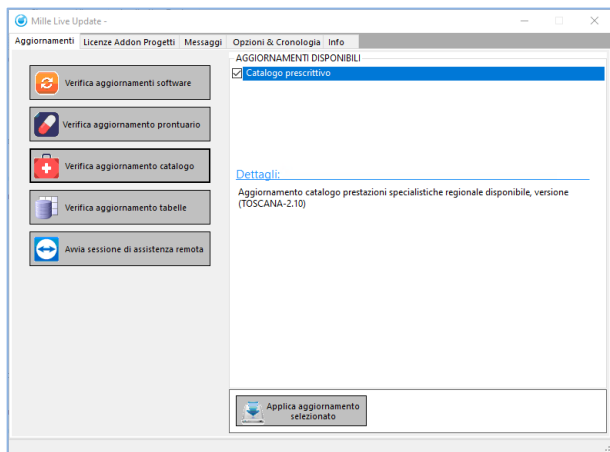 Mille Live Update -
Aggiornamenti Licenze Addon Progetti Messaggi Opzioni & Cronologia Info
Verifica aggiornamenti software
Verifica aggiornamento prontuario
Verifica aggiornamento catalogo
Verifica aggiornamento tabelle
Avvia sessione di assistenza remota
AGGIORNAMENTI DISPONIBILI
Catalogo prescrittivo
Dettagli:
Aggiornamento catalogo prestazioni specialistiche regionale disponibile, versione
(TOSCANA-2.10)
Applica aggiornamento
selezionato